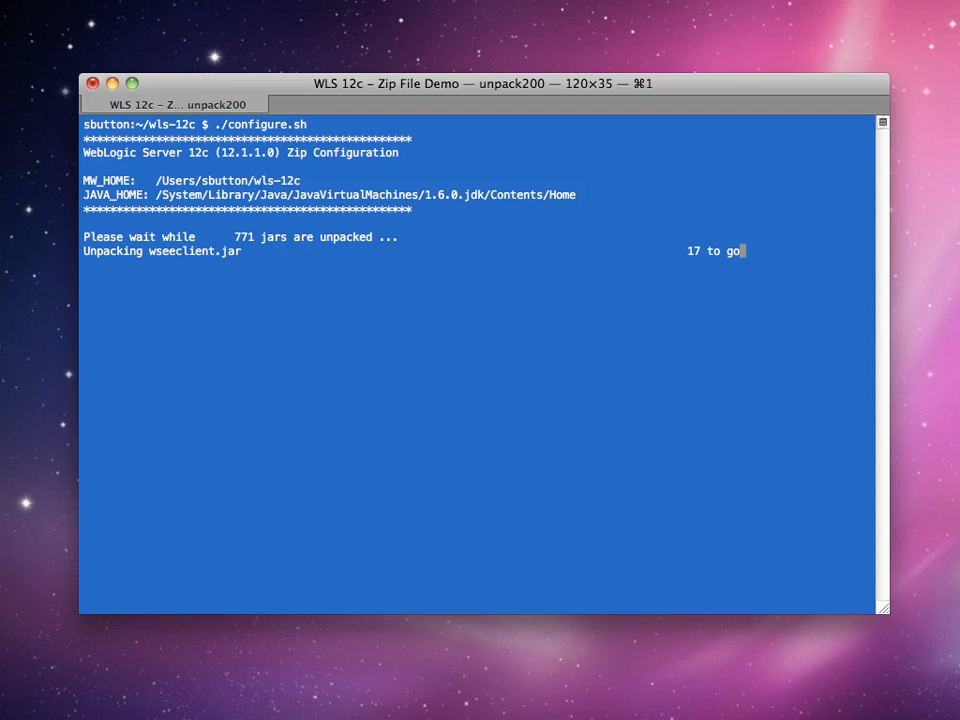 WLS 12c – Zip File Demo — unpack200 — 120×35 — ⌘1
WLS 12c – Z... unpack200
sbutton:~/wls-12c $ ./configure.sh
**************************************************
WebLogic Server 12c (12.1.1.0) Zip Configuration
MW_HOME:   /Users/sbutton/wls-12c
JAVA_HOME: /System/Library/Java/JavaVirtualMachines/1.6.0.jdk/Contents/Home
**************************************************
Please wait while      771 jars are unpacked ...
Unpacking wseeclient.jar                                                                    17 to go